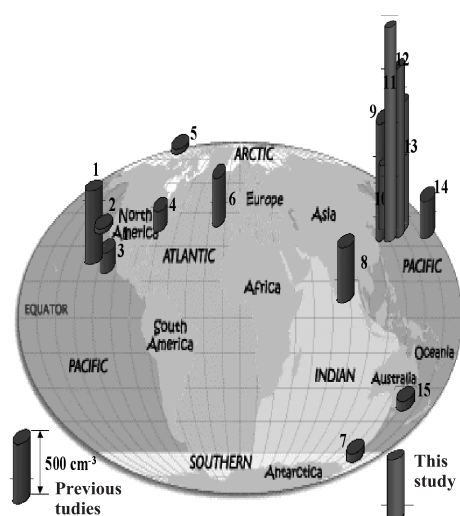 12
11
9
13
5
ARCTIC
1
14
10
6
Europe
2
North
America
4
Asia
3
ATLANTIC
PACIFIC
8
Africa
EQUATOR
South
America
Oceania
PACIFIC
INDIAN
Australia
15
7
500 cm-3
SOUTHERN
Antarctica
This
study
Previous
tudies